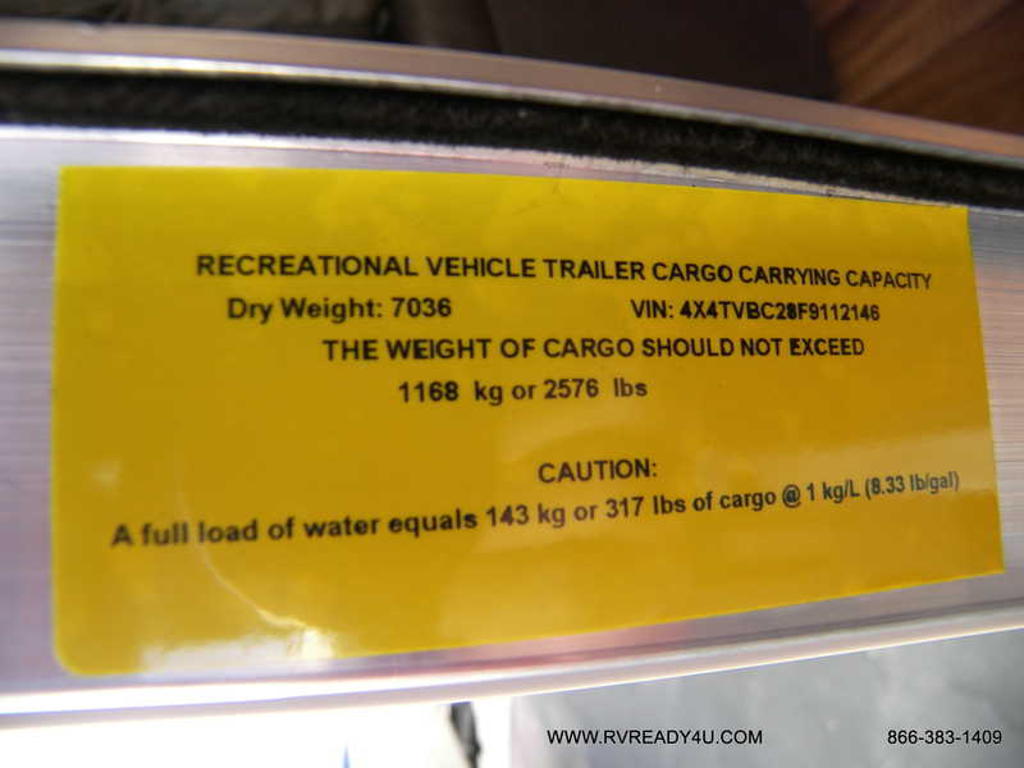 RECREATIONAL VEHICLE TRAILER CARGO CARRYING CAPACITY
Dry Weight: 7036 VIN: 4X4TVBC28F9112146
THE WEIGHT OF CARGO SHOULD NOT EXCEED
1168 kg or 2576 lbs
CAUTION:
A full load of water equals 143 kg or 317 lbs of cargo @ 1 kg/L (8.33 lb/gal)
WWW.RVREADY4U.COM 866-383-1409